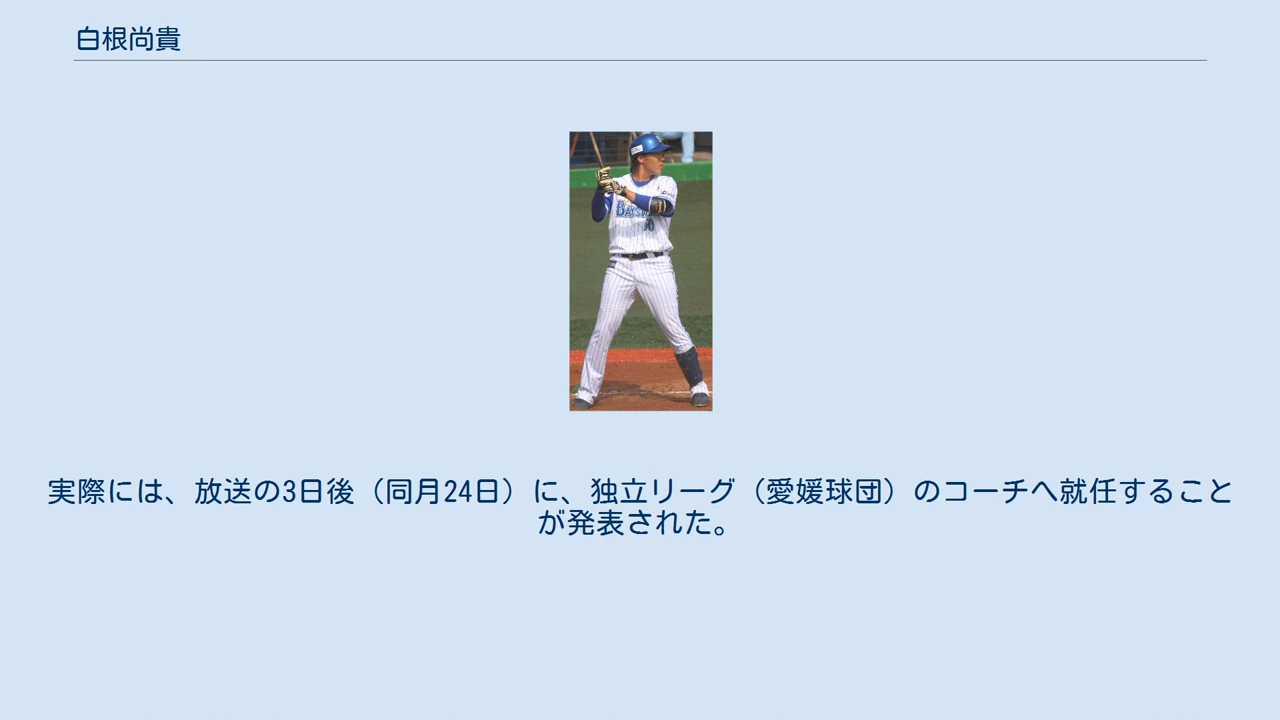 白根尚貴
実際には、放送の3日後（同月24日）に、独立リーグ（愛媛球団）のコーチへ就任すること
が発表された。